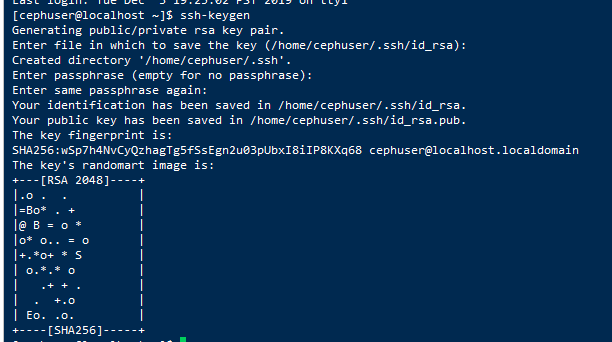 Last login: Tue Dec 3 19:25:02 PST 2019 on tty1
[cephuser@localhost ~]$ ssh-keygen
Generating public/private rsa key pair.
Enter file in which to save the key (/home/cephuser/.ssh/id_rsa):
Created directory '/home/cephuser/.ssh'.
Enter passphrase (empty for no passphrase):
Enter same passphrase again:
Your identification has been saved in /home/cephuser/.ssh/id_rsa.
Your public key has been saved in /home/cephuser/.ssh/id_rsa.pub.
The key fingerprint is:
SHA256:wSp7h4NvCyQzhagTg5fSsEgn2u03pUbxI8iIP8KXq68 cephuser@localhost.localdomain
The key's randomart image is:
+---[RSA 2048]----+
|.o .  .          |
|=Bo* . +         |
|@ B = o *        |
|o* o.. = o       |
|+.*o+ * S        |
| o.*.* o         |
|   .+ + .        |
|  .  +.o         |
| Eo. .o.         |
+----[SHA256]-----+